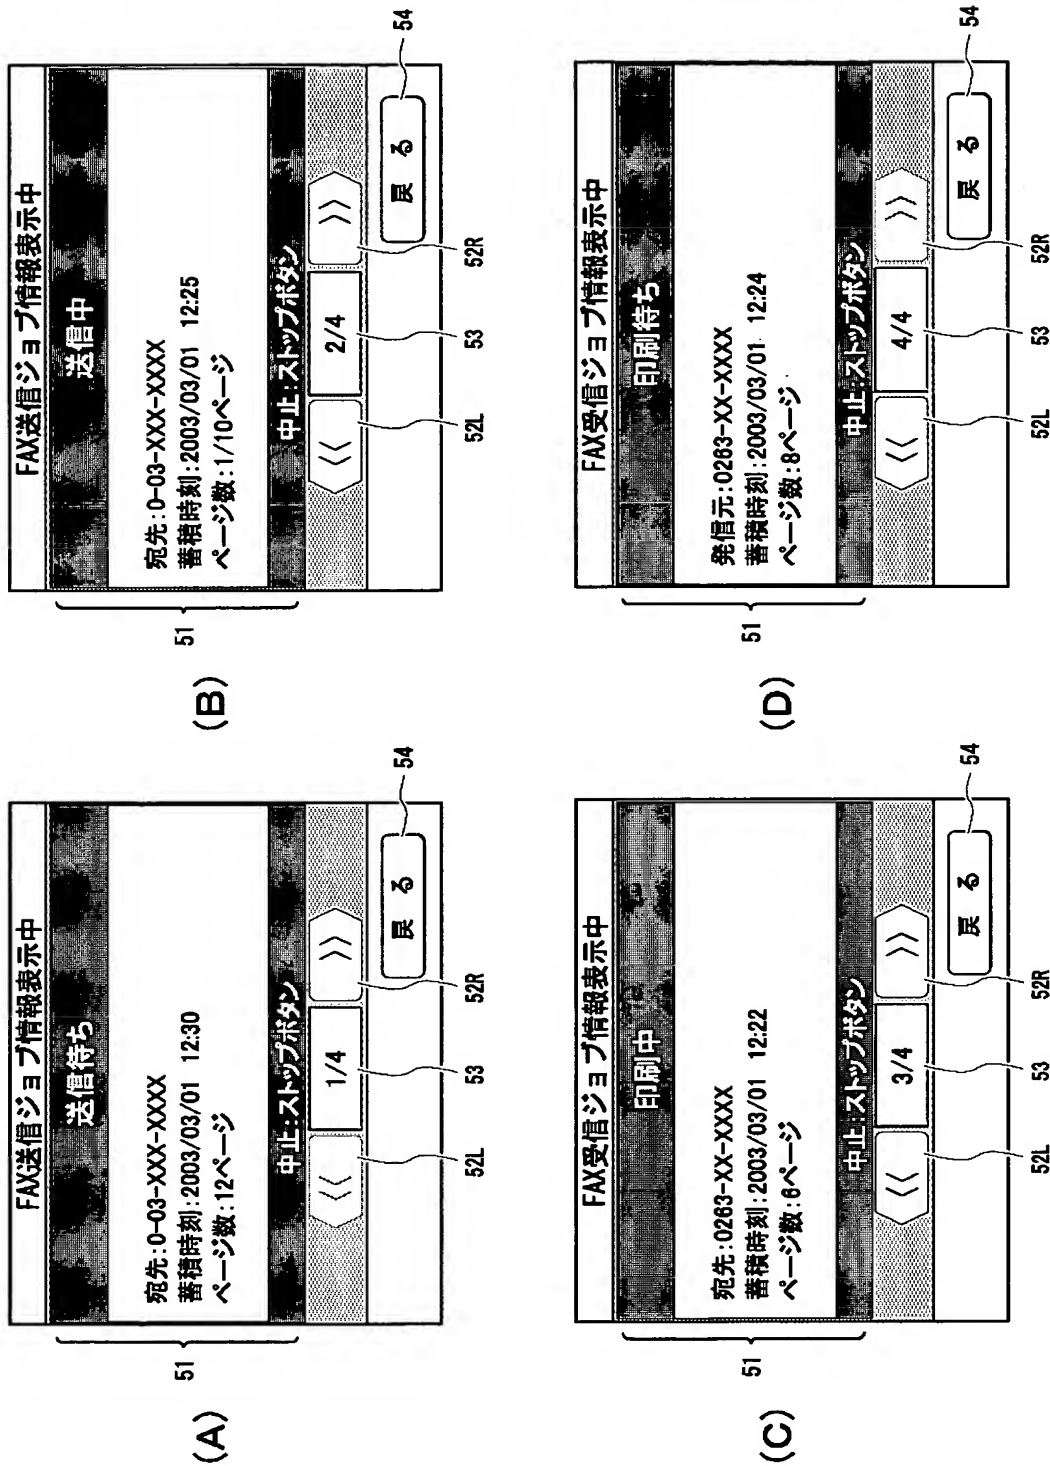 (A)
FAX送信ジョブ情報表示中
送信待ち
宛先:0-03-XXX-XXXX
蓄積時刻:2003/03/01 12:30
ページ数:12ページ
中止:ストップボタン
<< 1/4 >>
戻る
51
52L
53
52R
54
(B)
FAX送信ジョブ情報表示中
送信中
宛先:0-03-XXX-XXXX
蓄積時刻:2003/03/01 12:25
ページ数:1/10ページ
中止:ストップボタン
<< 2/4 >>
戻る
51
52L
53
52R
54
(C)
FAX受信ジョブ情報表示中
印刷中
宛先:0263-XX-XXXX
蓄積時刻:2003/03/01 12:22
ページ数:6ページ
中止:ストップボタン
<< 3/4 >>
戻る
51
52L
53
52R
54
(D)
FAX受信ジョブ情報表示中
印刷待ち
発信元:0263-XX-XXXX
蓄積時刻:2003/03/01 12:24
ページ数:8ページ
中止:ストップボタン
<< 4/4 >>
戻る
51
52L
53
52R
54